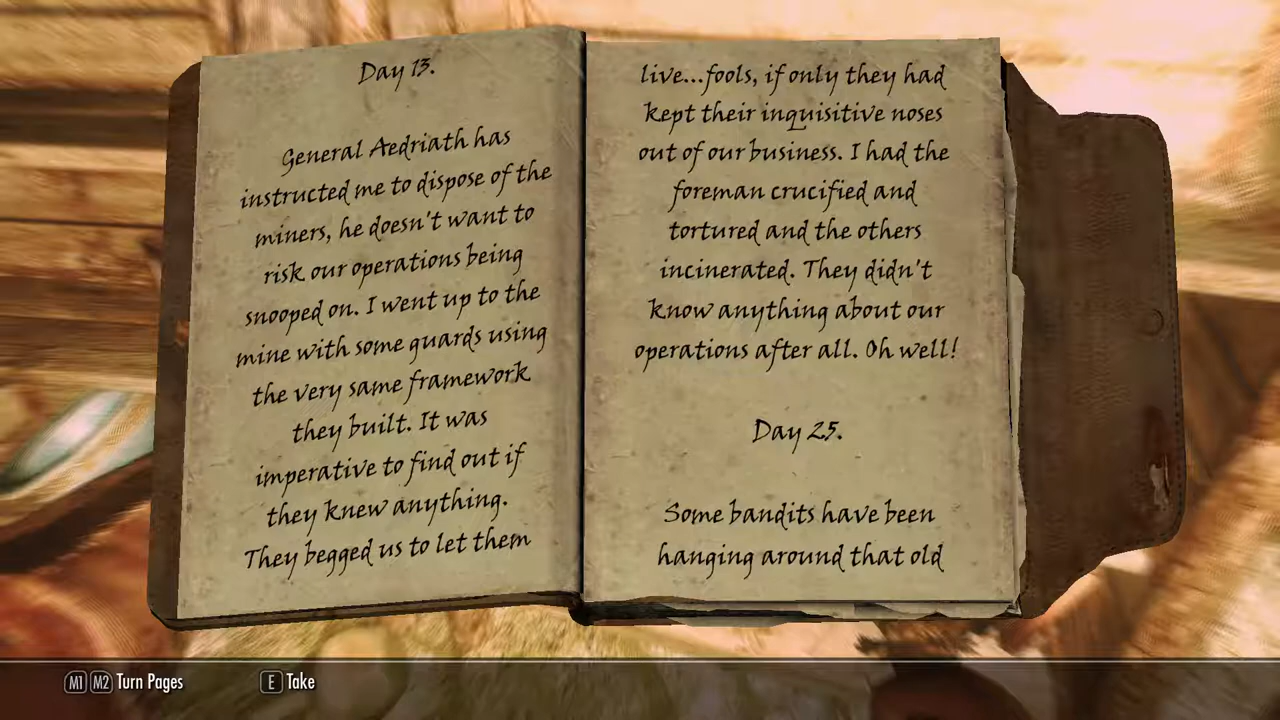 Day 13.
General Aedriath has
instructed me to dispose of the
miners, he doesn't want to
risk our operations being
snooped on. I went up to the
mine with some guards using
the very same framework
they built. It was
imperative to find out if
they knew anything.
They begged us to let them
live...fools, if only they had
kept their inquisitive noses
out of our business. I had the
foreman crucified and
tortured and the others
incinerated. They didn't
know anything about our
operations after all. Oh well!
Day 25.
Some bandits have been
hanging around that old
M1 M2 Turn Pages
E Take